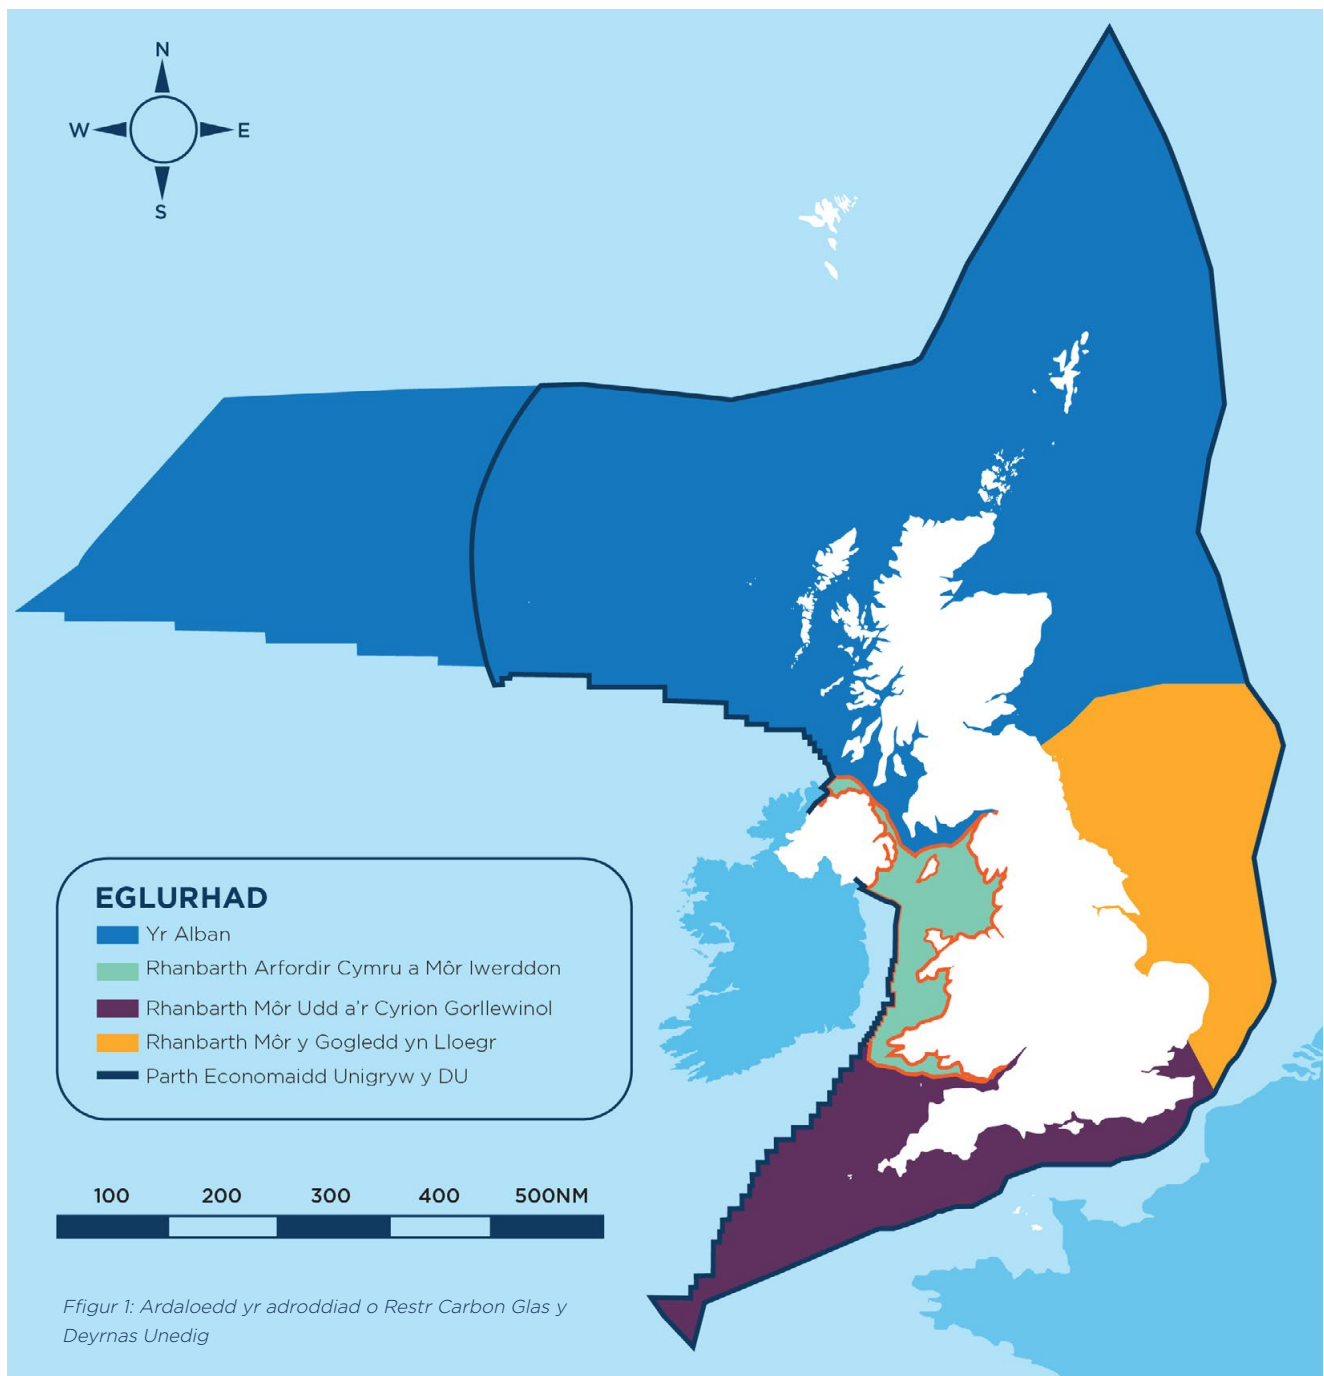 N
W E
S
EGLURHAD
Yr Alban
Rhanbarth Arfordir Cymru a Môr Iwerddon
Rhanbarth Môr Udd a'r Cyrion Gorllewinol
Rhanbarth Môr y Gogledd yn Lloegr
Parth Economaidd Unigryw y DU
100 200 300 400 500NM
Ffigur 1: Ardaloedd yr adroddiad o Restr Carbon Glas y
Deyrnas Unedig